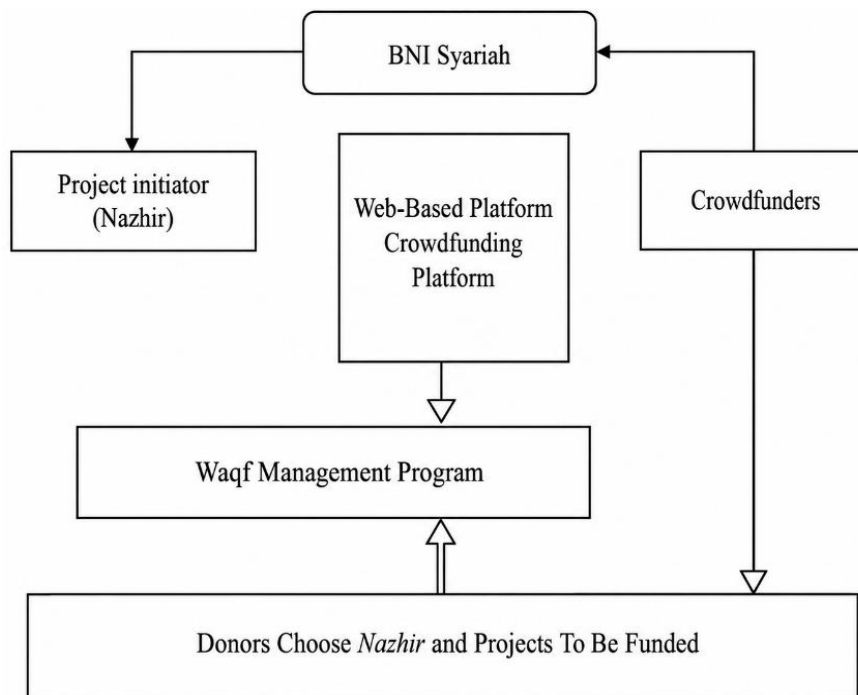 BNI Syariah
Project initiator
(Nazhir)
Web-Based Platform
Crowdfunding
Platform
Crowdfunders
Waqf Management Program
Donors Choose Nazhir and Projects To Be Funded